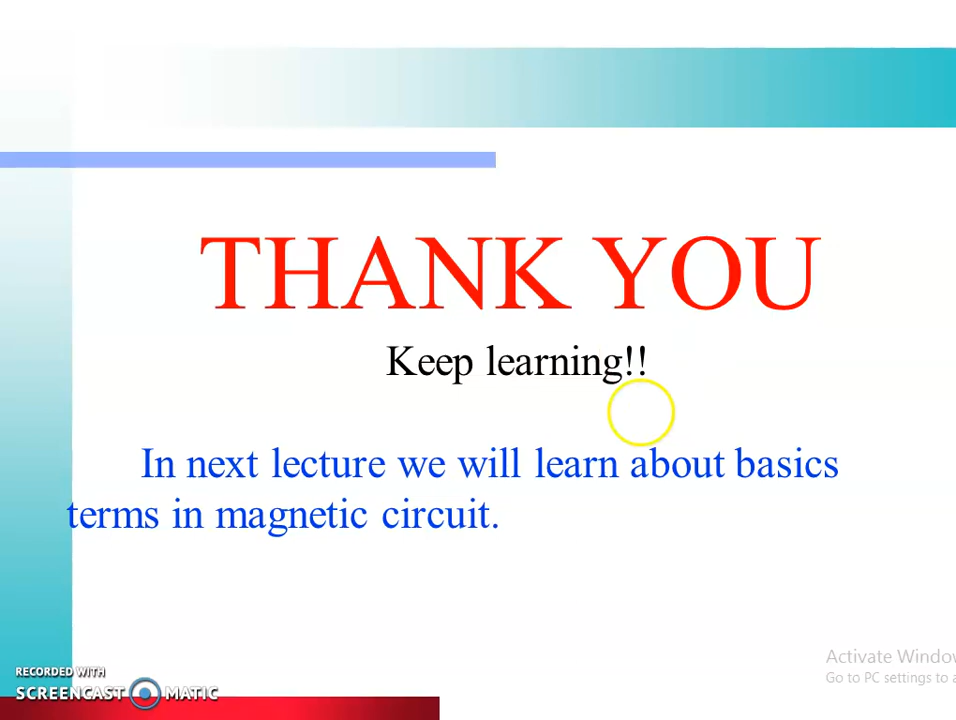 THANK YOU
Keep learning!!
In next lecture we will learn about basics
terms in magnetic circuit.
RECORDED WITH
SCREENCAST MATIC
Activate Window
Go to PC settings to a